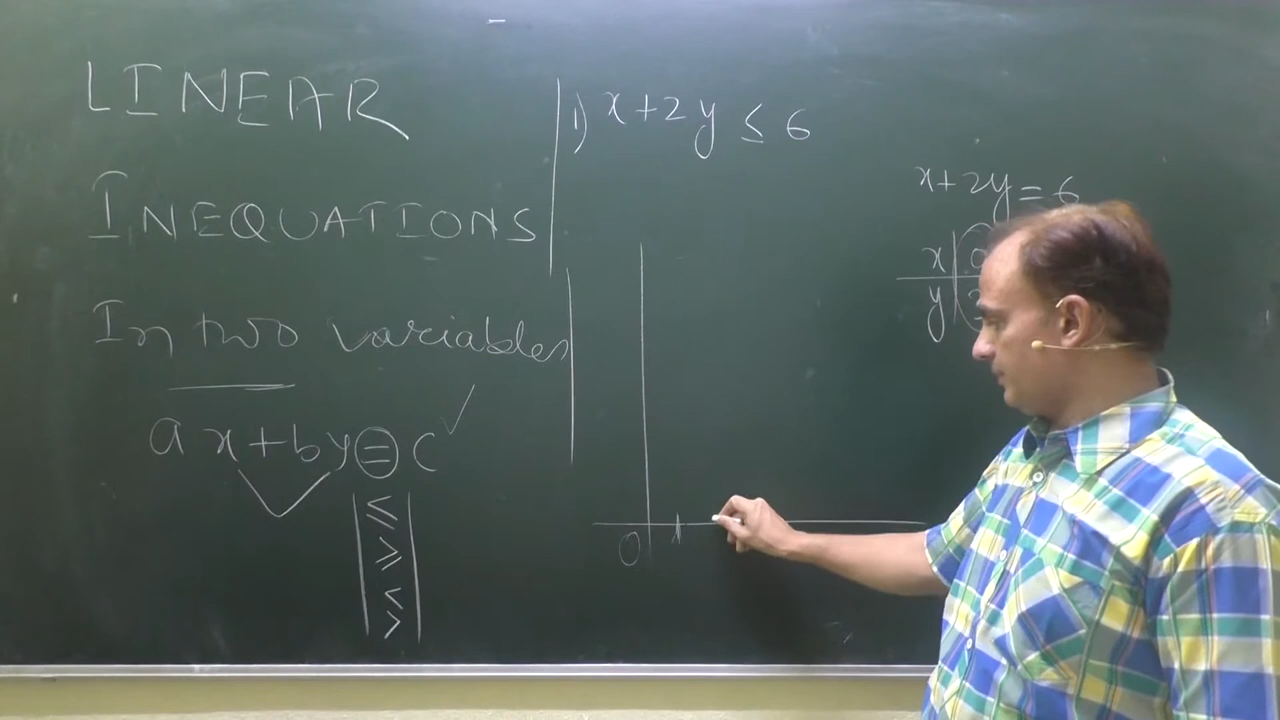 LINEAR
INEQUATIONS
In two variables
ax+by=c
≤
≥
<
>
1) x+2y ≤ 6
x+2y=6
x
y
O